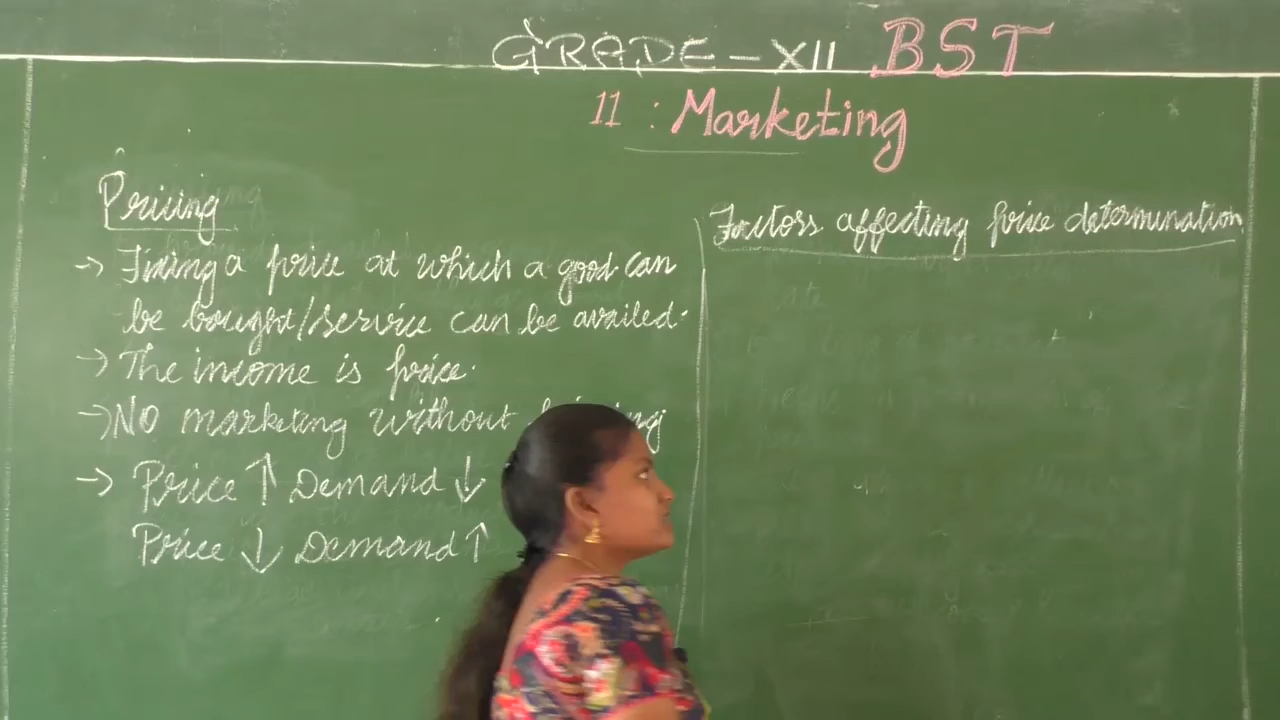 GRADE - XII BST
11 : Marketing
Pricing
→ Fixing a price at which a good can
be bought/service can be availed.
→ The income is price.
→ No marketing without
→ Price ↑ Demand ↓
Price ↓ Demand ↑
Factors affecting price determination